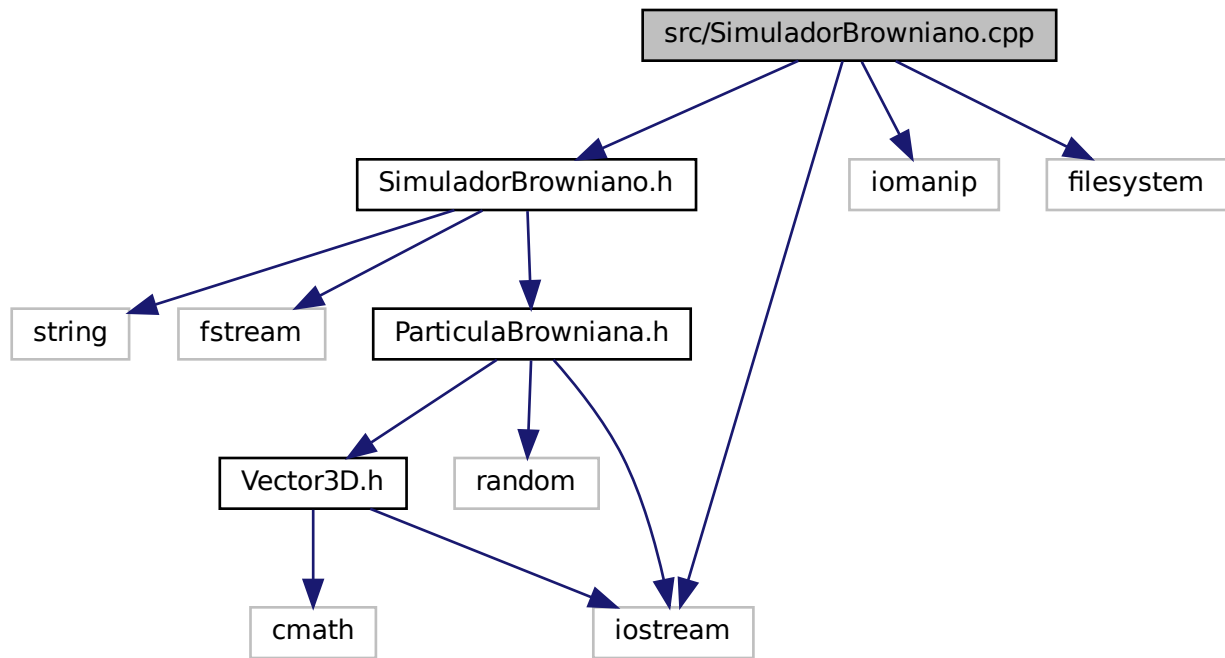 src/SimuladorBrowniano.cpp
SimuladorBrowniano.h
iomanip
filesystem
string
fstream
ParticulaBrowniana.h
Vector3D.h
random
cmath
iostream